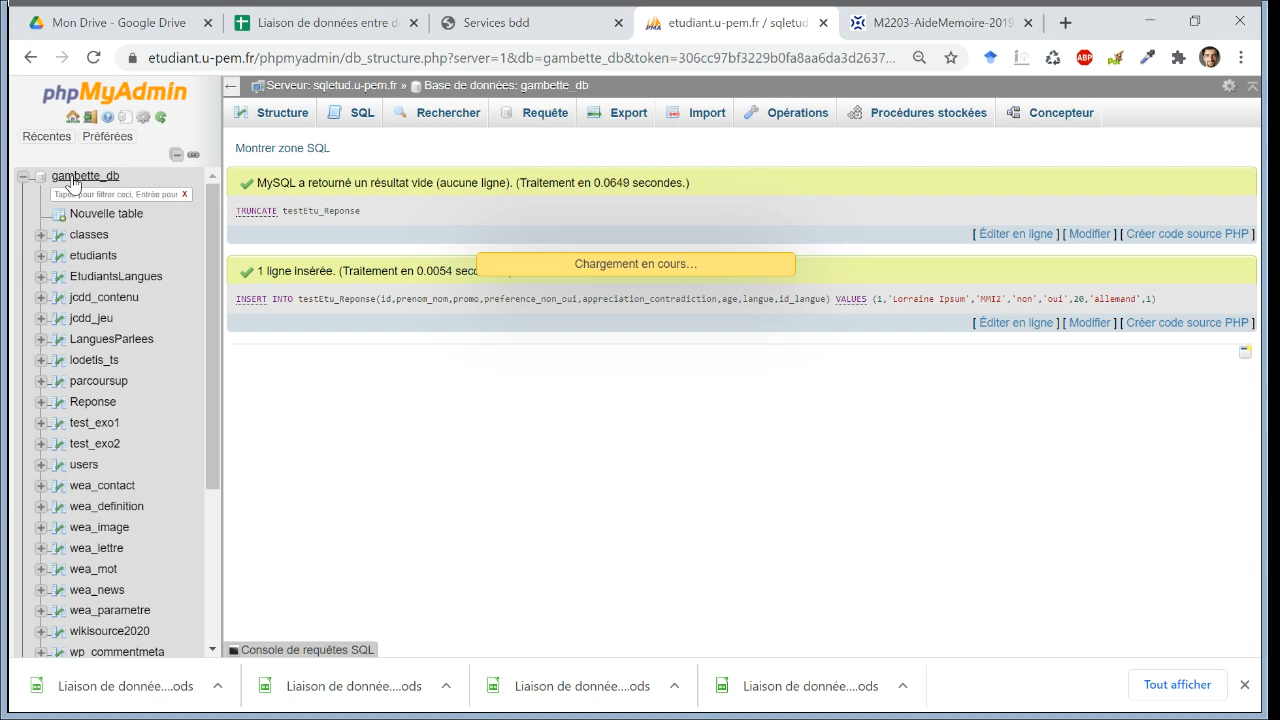 Mon Drive - Google Drive
Liaison de données entre d
Services bdd
etudiant.u-pem.fr / sqletud
M2203-AideMemoire-2019
etudiant.u-pem.fr/phpmyadmin/db_structure.php?server=1&db=gambette_db&token=306cc97bf3229b0fa8aa6da3d2637...
ABP
phpMyAdmin
Récentes
Préférées
gambette_db
Tapez pour filtrer ceci, Entrée pour X
Nouvelle table
classes
etudiants
EtudiantsLangues
jcdd_contenu
jcdd_jeu
LanguesParlees
lodetis_ts
parcoursup
Reponse
test_exo1
test_exo2
users
wea_contact
wea_definition
wea_image
wea_lettre
wea_mot
wea_news
wea_parametre
wikisource2020
wp_commentmeta
Serveur: sqletud.u-pem.fr » Base de données: gambette_db
Structure
SQL
Rechercher
Requête
Export
Import
Opérations
Procédures stockées
Concepteur
Montrer zone SQL
MySQL a retourné un résultat vide (aucune ligne). (Traitement en 0.0649 secondes.)
TRUNCATE testEtu_Reponse
[ Éditer en ligne ] [ Modifier ] [ Créer code source PHP ]
Chargement en cours…
1 ligne insérée. (Traitement en 0.0054
INSERT INTO testEtu_Reponse(id,prenom_nom,promo,preference_non_oui,appreciation_contradiction,age,langue,id_langue) VALUES (1,'Lorraine Ipsum','MMI2','non','oui',20,'allemand',1)
[ Éditer en ligne ] [ Modifier ] [ Créer code source PHP ]
Console de requêtes SQL
Liaison de donnée....ods
Liaison de donnée....ods
Liaison de donnée....ods
Liaison de donnée....ods
Tout afficher